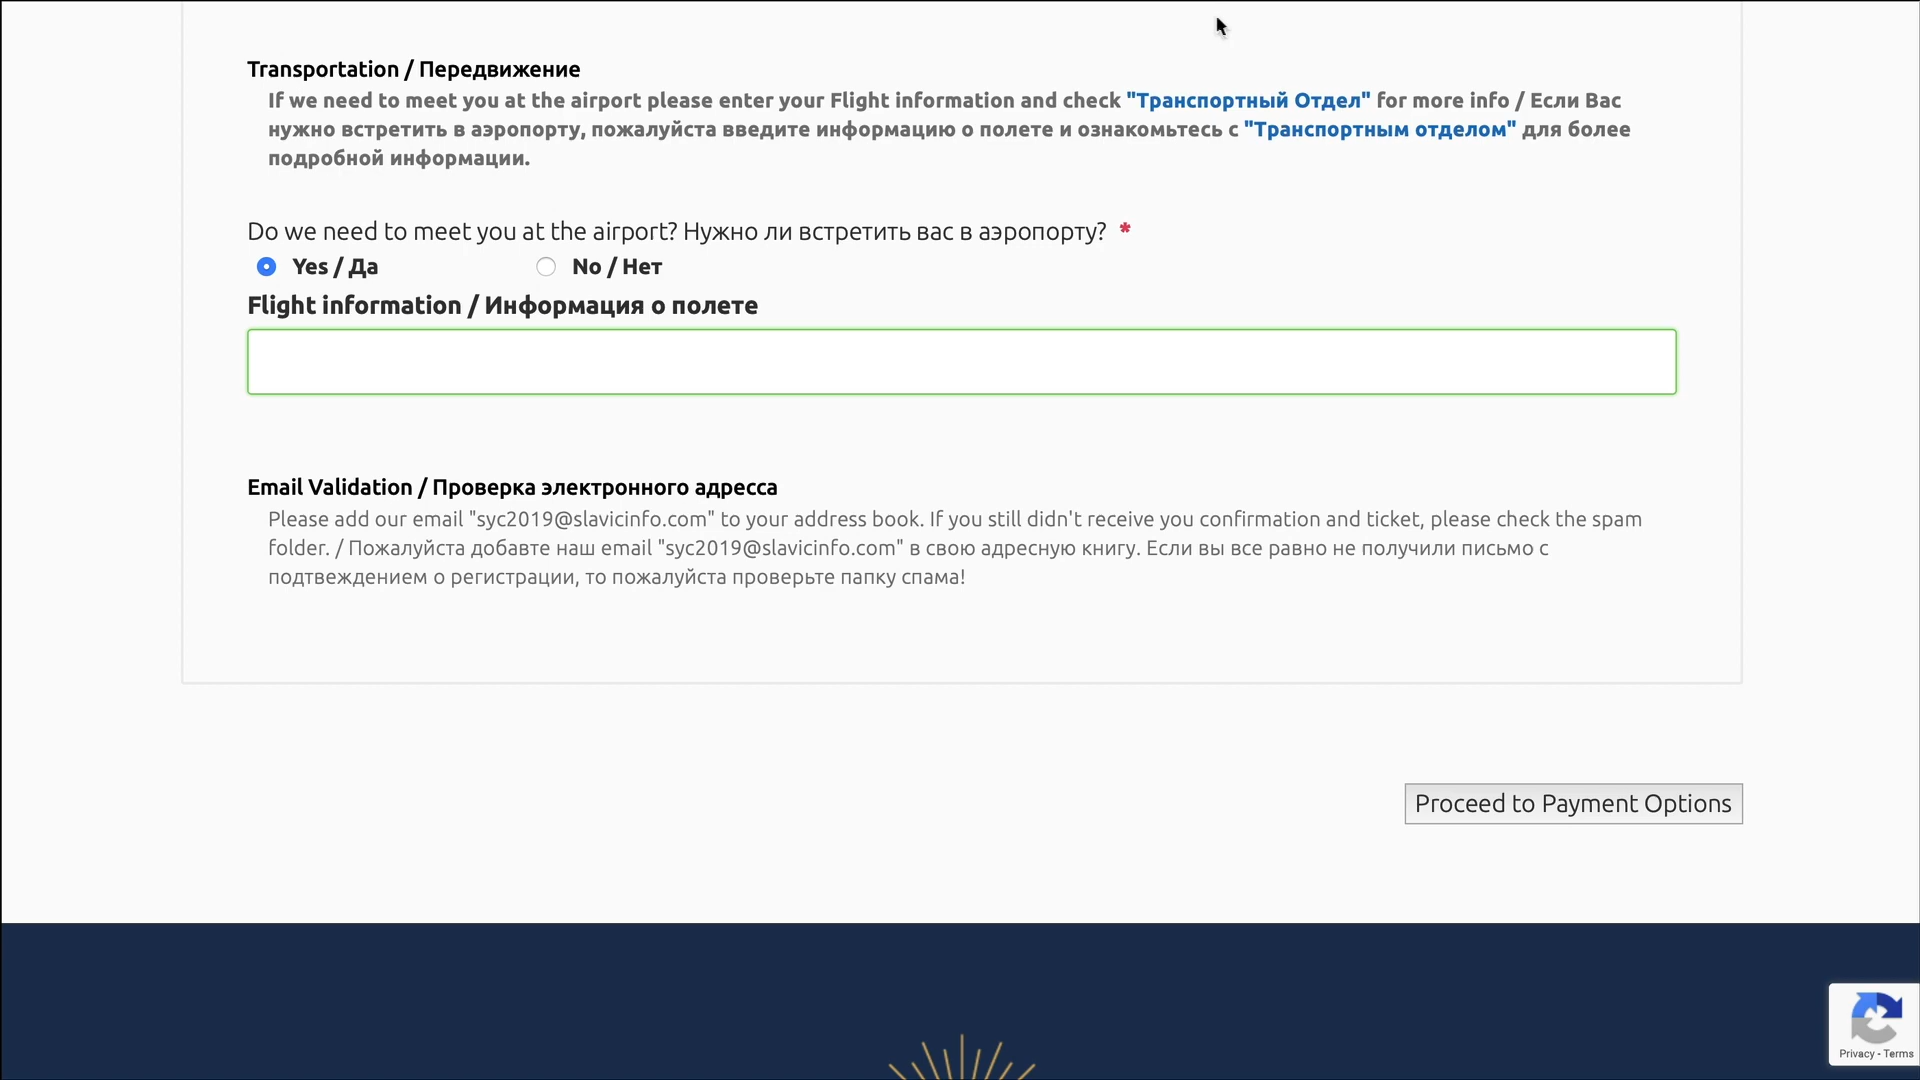 Transportation / Передвижение
If we need to meet you at the airport please enter your Flight information and check "Транспортный Отдел" for more info / Если Вас
нужно встретить в аэропорту, пожалуйста введите информацию о полете и ознакомьтесь с "Транспортным отделом" для более
подробной информации.
Do we need to meet you at the airport? Нужно ли встретить вас в аэропорту? *
Yes / Да No / Нет
Flight information / Информация о полете
Email Validation / Проверка электронного адресса
Please add our email "syc2019@slavicinfo.com" to your address book. If you still didn't receive you confirmation and ticket, please check the spam
folder. / Пожалуйста добавте наш email "syc2019@slavicinfo.com" в свою адресную книгу. Если вы все равно не получили письмо с
подтвеждением о регистрации, то пожалуйста проверьте папку спама!
Proceed to Payment Options
Privacy - Terms